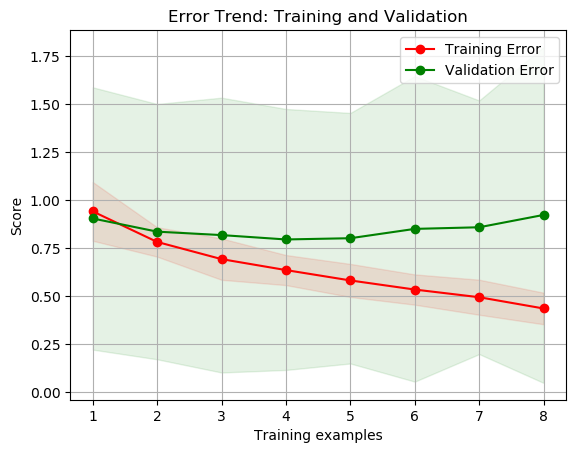 Error Trend: Training and Validation
Training Error
Validation Error
Score
1.75
1.50
1.25
1.00
0.75
0.50
0.25
0.00
1 2 3 4 5 6 7 8
Training examples